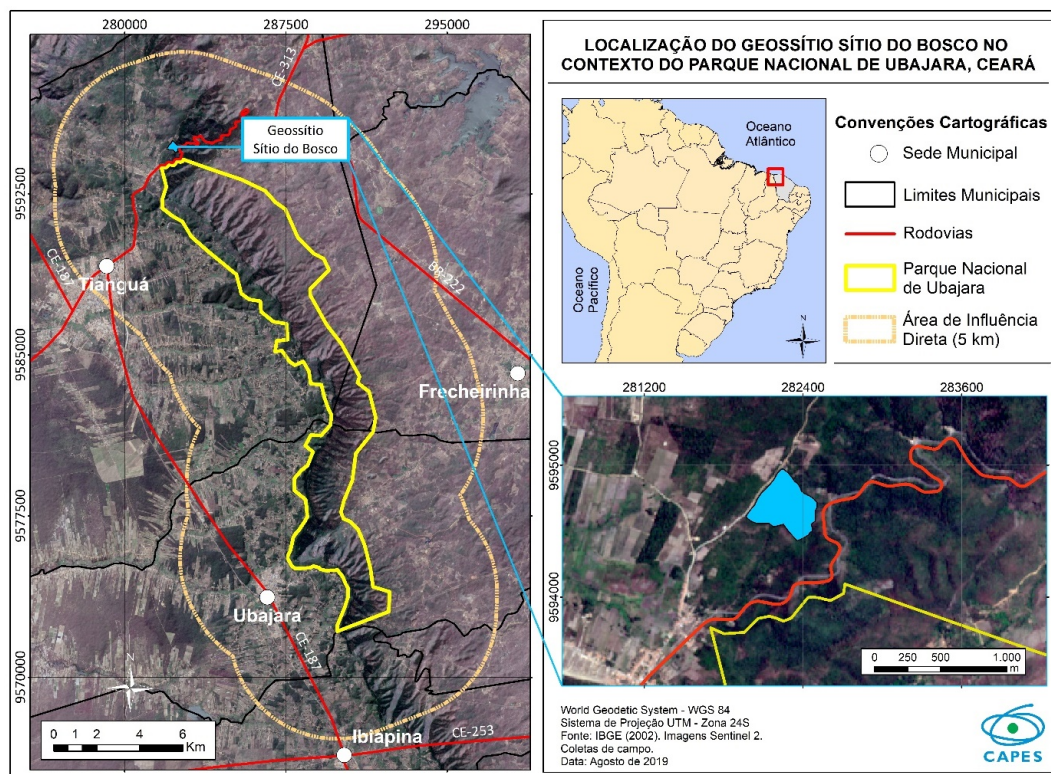 280000
287500
295000
9592500
9585000
9577500
9570000
CE-313
Geossítio
Sítio do Bosco
CE-187
Tianguá
BR-222
Frecheirinha
Ubajara
CE-187
Ibiapina
CE-253
N
0 1 2 4 6
Km
LOCALIZAÇÃO DO GEOSSÍTIO SÍTIO DO BOSCO NO
CONTEXTO DO PARQUE NACIONAL DE UBAJARA, CEARÁ
Oceano
Atlântico
Oceano
Pacífico
N
Convenções Cartográficas
Sede Municipal
Limites Municipais
Rodovias
Parque Nacional
de Ubajara
Área de Influência
Direta (5 km)
281200
282400
283600
9595000
9594000
0 250 500 1.000
m
World Geodetic System - WGS 84
Sistema de Projeção UTM - Zona 24S
Fonte: IBGE (2002). Imagens Sentinel 2.
Coletas de campo.
Data: Agosto de 2019
CAPES